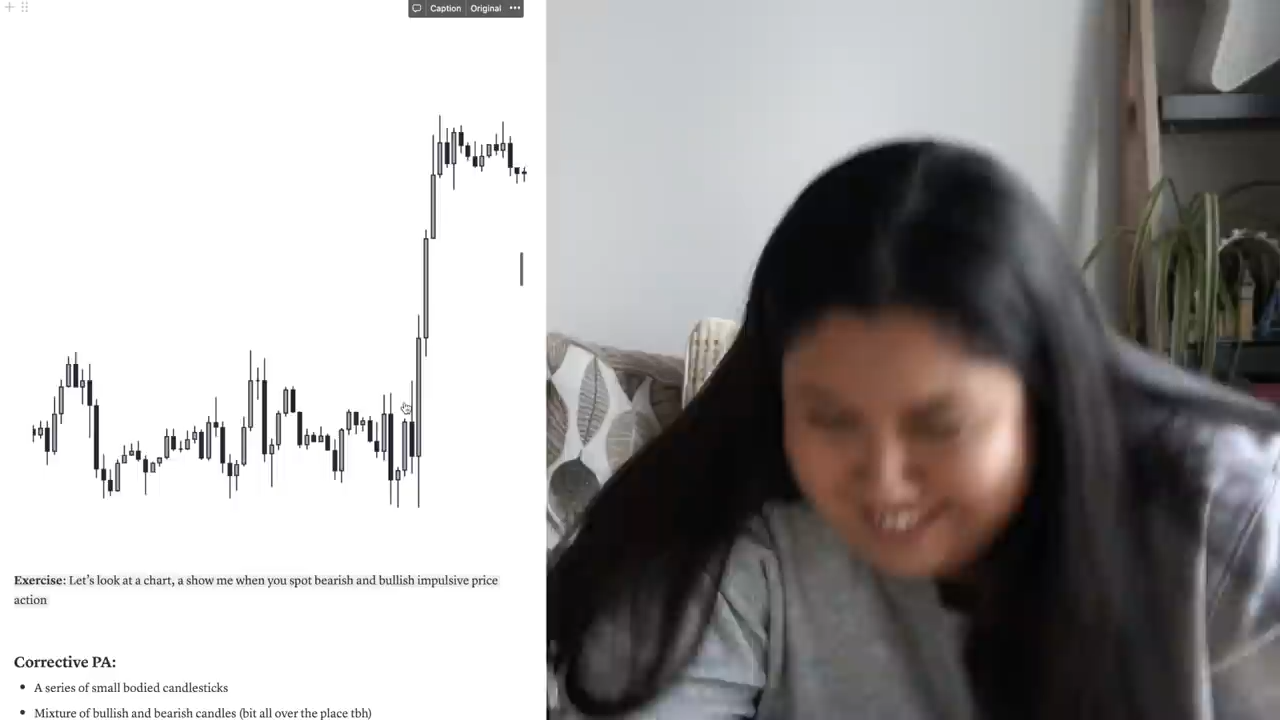 Caption Original
Exercise: Let's look at a chart, a show me when you spot bearish and bullish impulsive price
action
Corrective PA:
A series of small bodied candlesticks
Mixture of bullish and bearish candles (bit all over the place tbh)